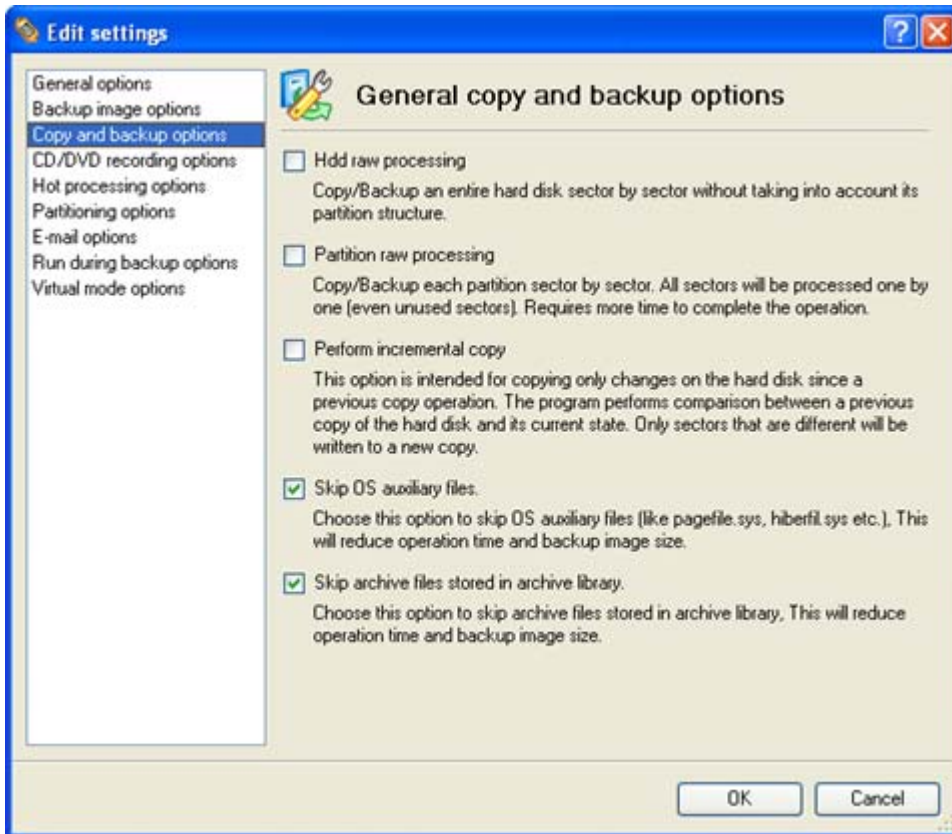 Edit settings
General options
Backup image options
Copy and backup options
CD/DVD recording options
Hot processing options
Partitioning options
E-mail options
Run during backup options
Virtual mode options
General copy and backup options
Hdd raw processing
Copy/Backup an entire hard disk sector by sector without taking into account its
partition structure.
Partition raw processing
Copy/Backup each partition sector by sector. All sectors will be processed one by
one (even unused sectors). Requires more time to complete the operation.
Perform incremental copy
This option is intended for copying only changes on the hard disk since a
previous copy operation. The program performs comparison between a previous
copy of the hard disk and its current state. Only sectors that are different will be
written to a new copy.
Skip OS auxiliary files.
Choose this option to skip OS auxiliary files (like pagefile.sys, hiberfil.sys etc.), This
will reduce operation time and backup image size.
Skip archive files stored in archive library.
Choose this option to skip archive files stored in archive library, This will reduce
operation time and backup image size.
OK
Cancel